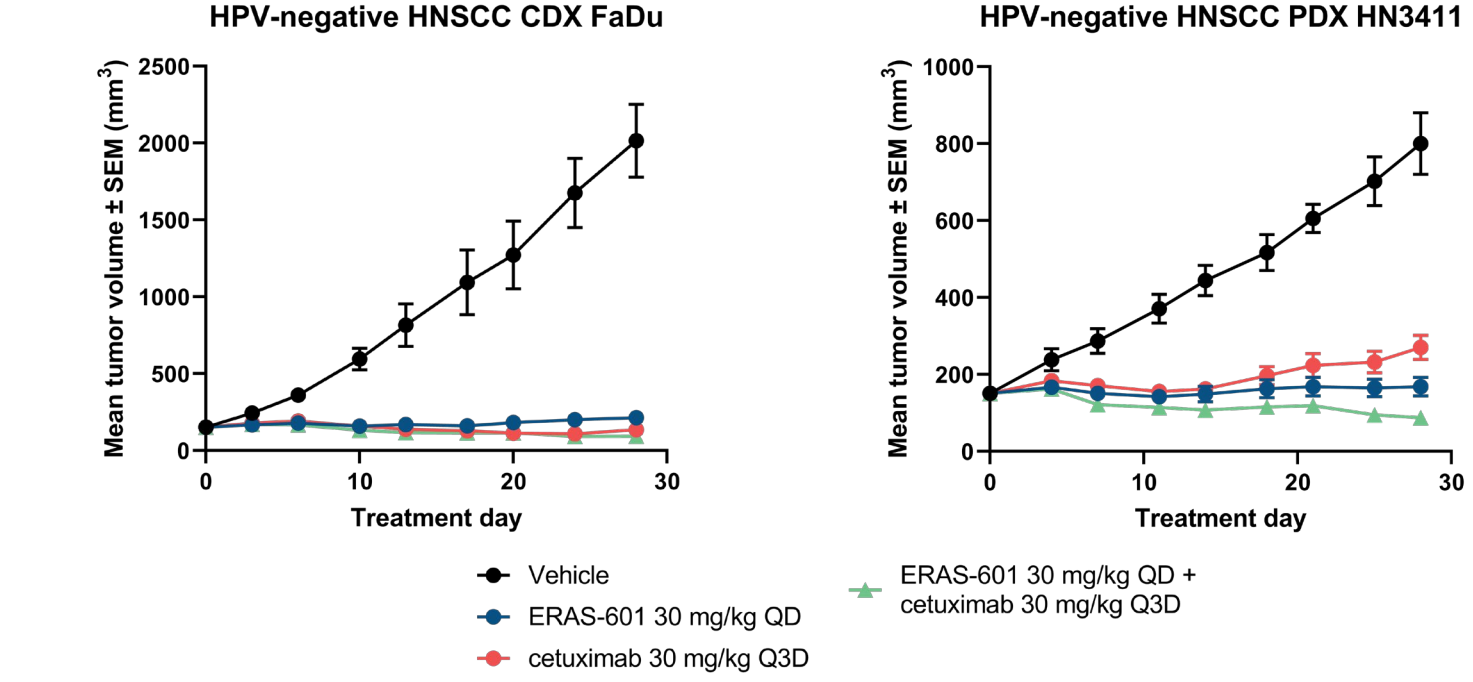 HPV-negative HNSCC CDX FaDu
Mean tumor volume ± SEM (mm³)
2500
2000
1500
1000
500
0
0
10
20
30
Treatment day
HPV-negative HNSCC PDX HN3411
Mean tumor volume ± SEM (mm³)
1000
800
600
400
200
0
0
10
20
30
Treatment day
Vehicle
ERAS-601 30 mg/kg QD
cetuximab 30 mg/kg Q3D
ERAS-601 30 mg/kg QD +
cetuximab 30 mg/kg Q3D